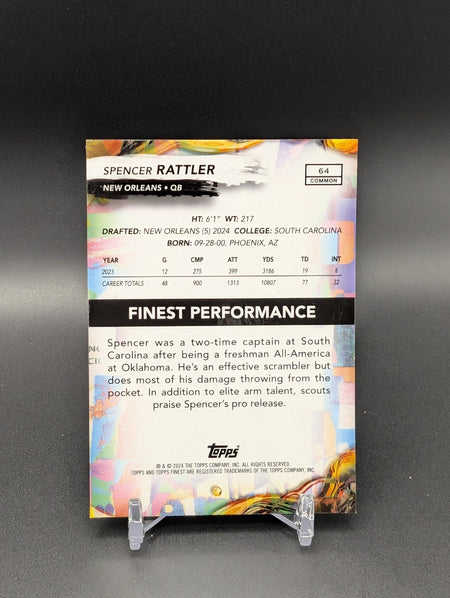 SPENCER RATTLER
NEW ORLEANS • QB
64
COMMON
HT: 6'1" WT: 217
DRAFTED: NEW ORLEANS (5) 2024 COLLEGE: SOUTH CAROLINA
BORN: 09-28-00, PHOENIX, AZ
YEAR G CMP ATT YDS TD INT
2023 12 275 399 3186 19 8
CAREER TOTALS 48 900 1313 10807 77 32
FINEST PERFORMANCE
Spencer was a two-time captain at South
Carolina after being a freshman All-America
at Oklahoma. He's an effective scrambler but
does most of his damage throwing from the
pocket. In addition to elite arm talent, scouts
praise Spencer's pro release.
Topps
® & © 2024 THE TOPPS COMPANY, INC. ALL RIGHTS RESERVED.
TOPPS AND TOPPS FINEST ARE REGISTERED TRADEMARKS OF THE TOPPS COMPANY, INC.